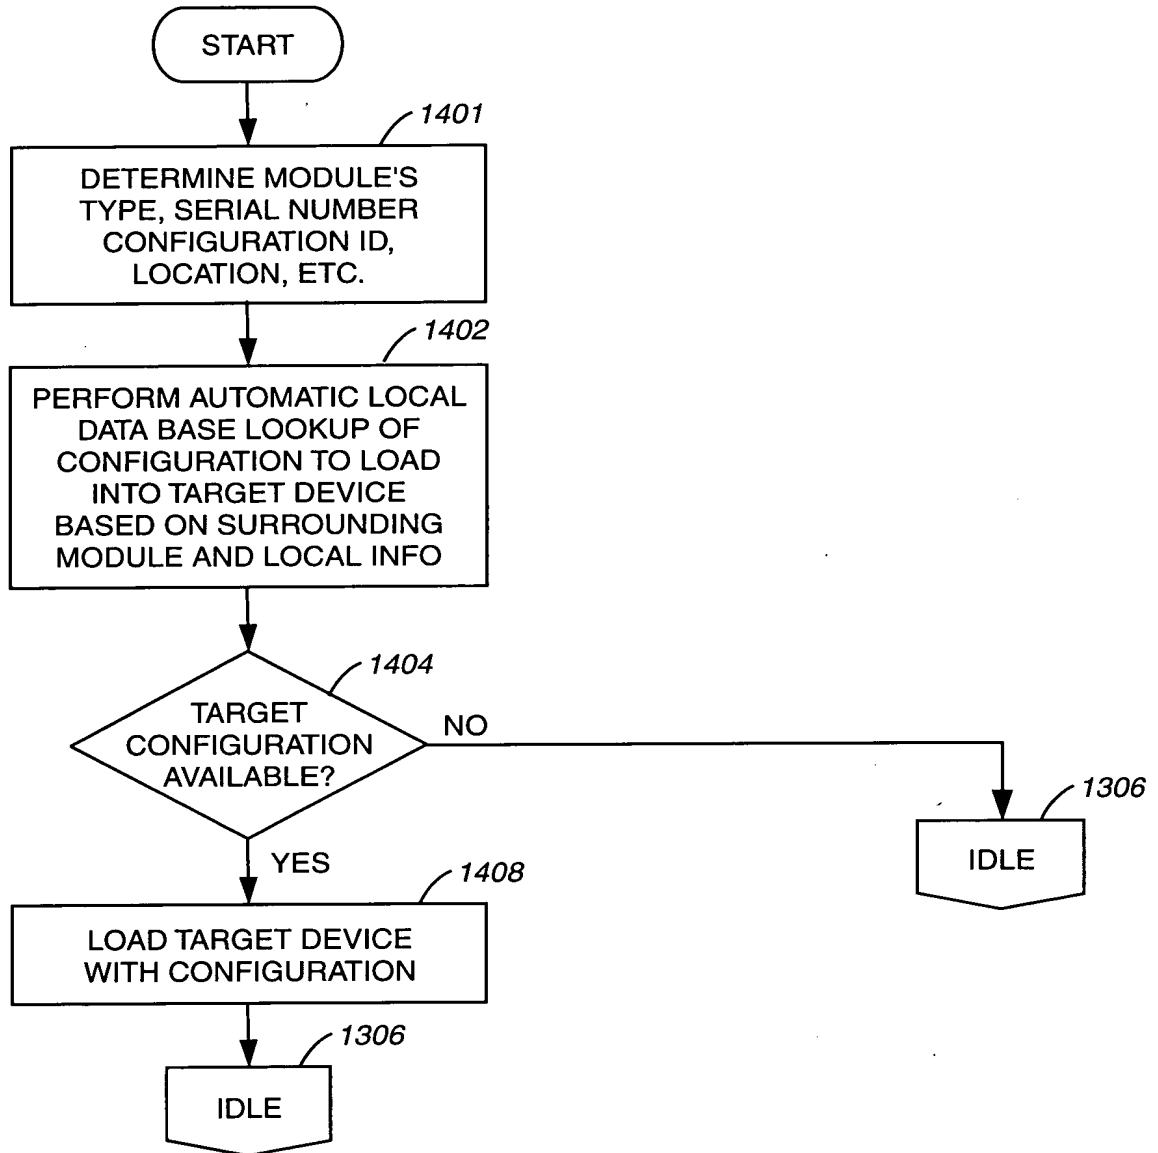 START
1401
DETERMINE MODULE'S
TYPE, SERIAL NUMBER
CONFIGURATION ID,
LOCATION, ETC.
1402
PERFORM AUTOMATIC LOCAL
DATA BASE LOOKUP OF
CONFIGURATION TO LOAD
INTO TARGET DEVICE
BASED ON SURROUNDING
MODULE AND LOCAL INFO
1404
TARGET
CONFIGURATION
AVAILABLE?
NO
1306
IDLE
YES
1408
LOAD TARGET DEVICE
WITH CONFIGURATION
1306
IDLE